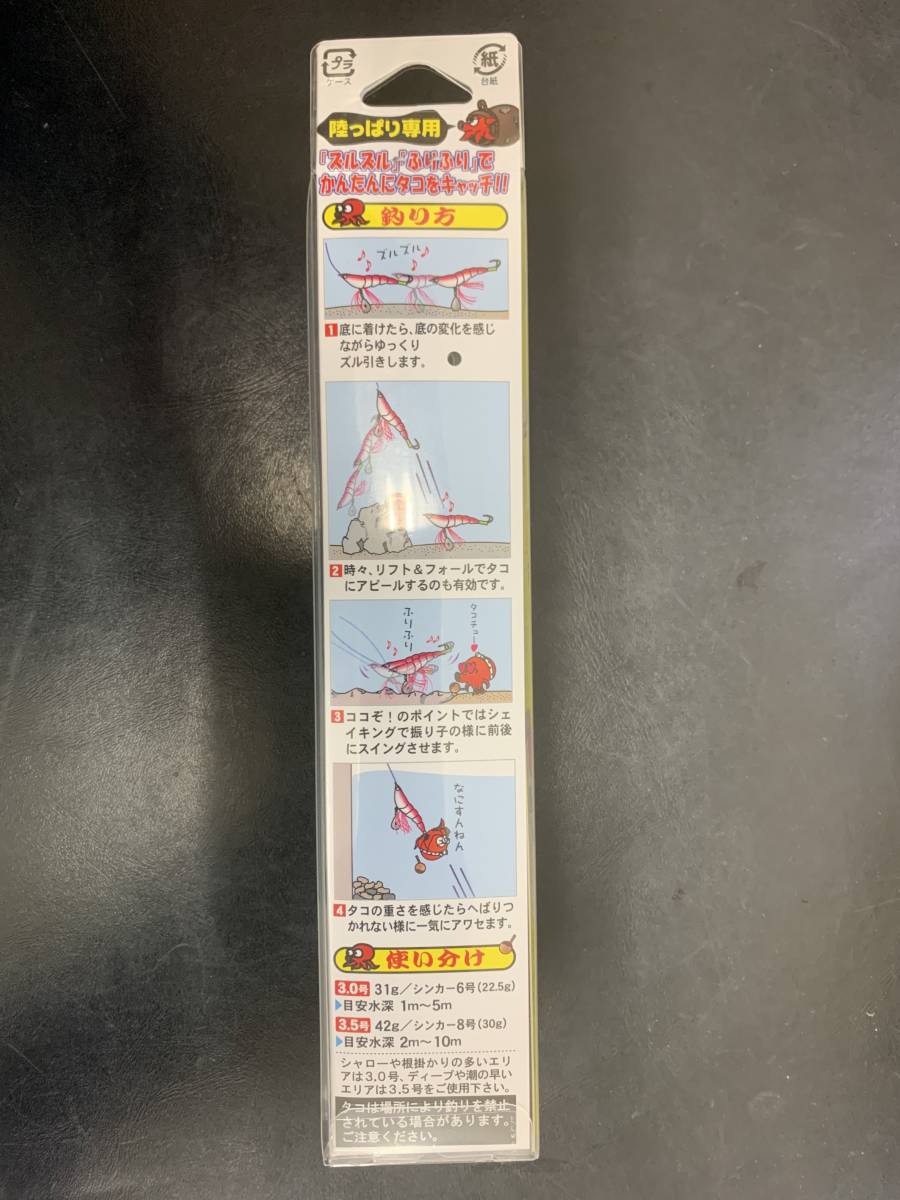 プラ
ケース
紙
台紙
陸っぱり専用
『ズルズル』『ふりふり』で
かんたんにタコをキャッチ!!
釣り方
ズルズル
1 底に着けたら、底の変化を感じ
ながらゆっくり
ズル引きします。
2 時々、リフト&フォールでタコ
にアピールするのも有効です。
ふりふり
タコチュー♥
3 ココぞ!のポイントではシェ
イキングで振り子の様に前後
にスイングさせます。
なにすんねん
4 タコの重さを感じたらへばりつ
かれない様に一気にアワセます。
使い分け
3.0号 31g/シンカー6号(22.5g)
▶目安水深 1m〜5m
3.5号 42g/シンカー8号(30g)
▶目安水深 2m〜10m
シャローや根掛かりの多いエリ
アは3.0号、ディープや潮の早い
エリアは3.5号をご使用下さい。
タコは場所により釣りを禁止
されている場合があります。
ご注意ください。